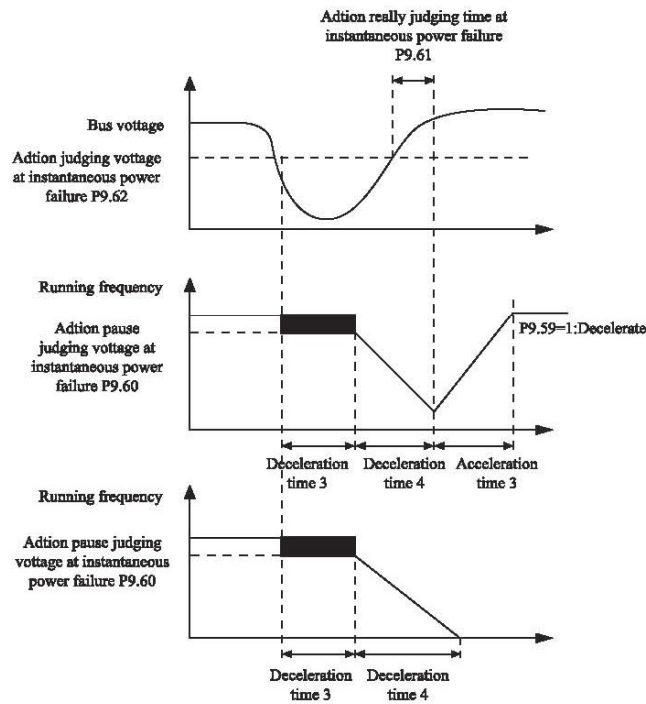 Adtion really judging time at
instantaneous power failure
P9.61
Bus vottage
Adtion judging vottage
at instantaneous power
failure P9.62
Running frequency
Adtion pause
judging vottage at
instantaneous power
failure P9.60
P9.59=1:Decelerate
Deceleration
time 3
Deceleration
time 4
Acceleration
time 3
Running frequency
Adtion pause judging
vottage at instantaneous
power failure P9.60
Deceleration
time 3
Deceleration
time 4